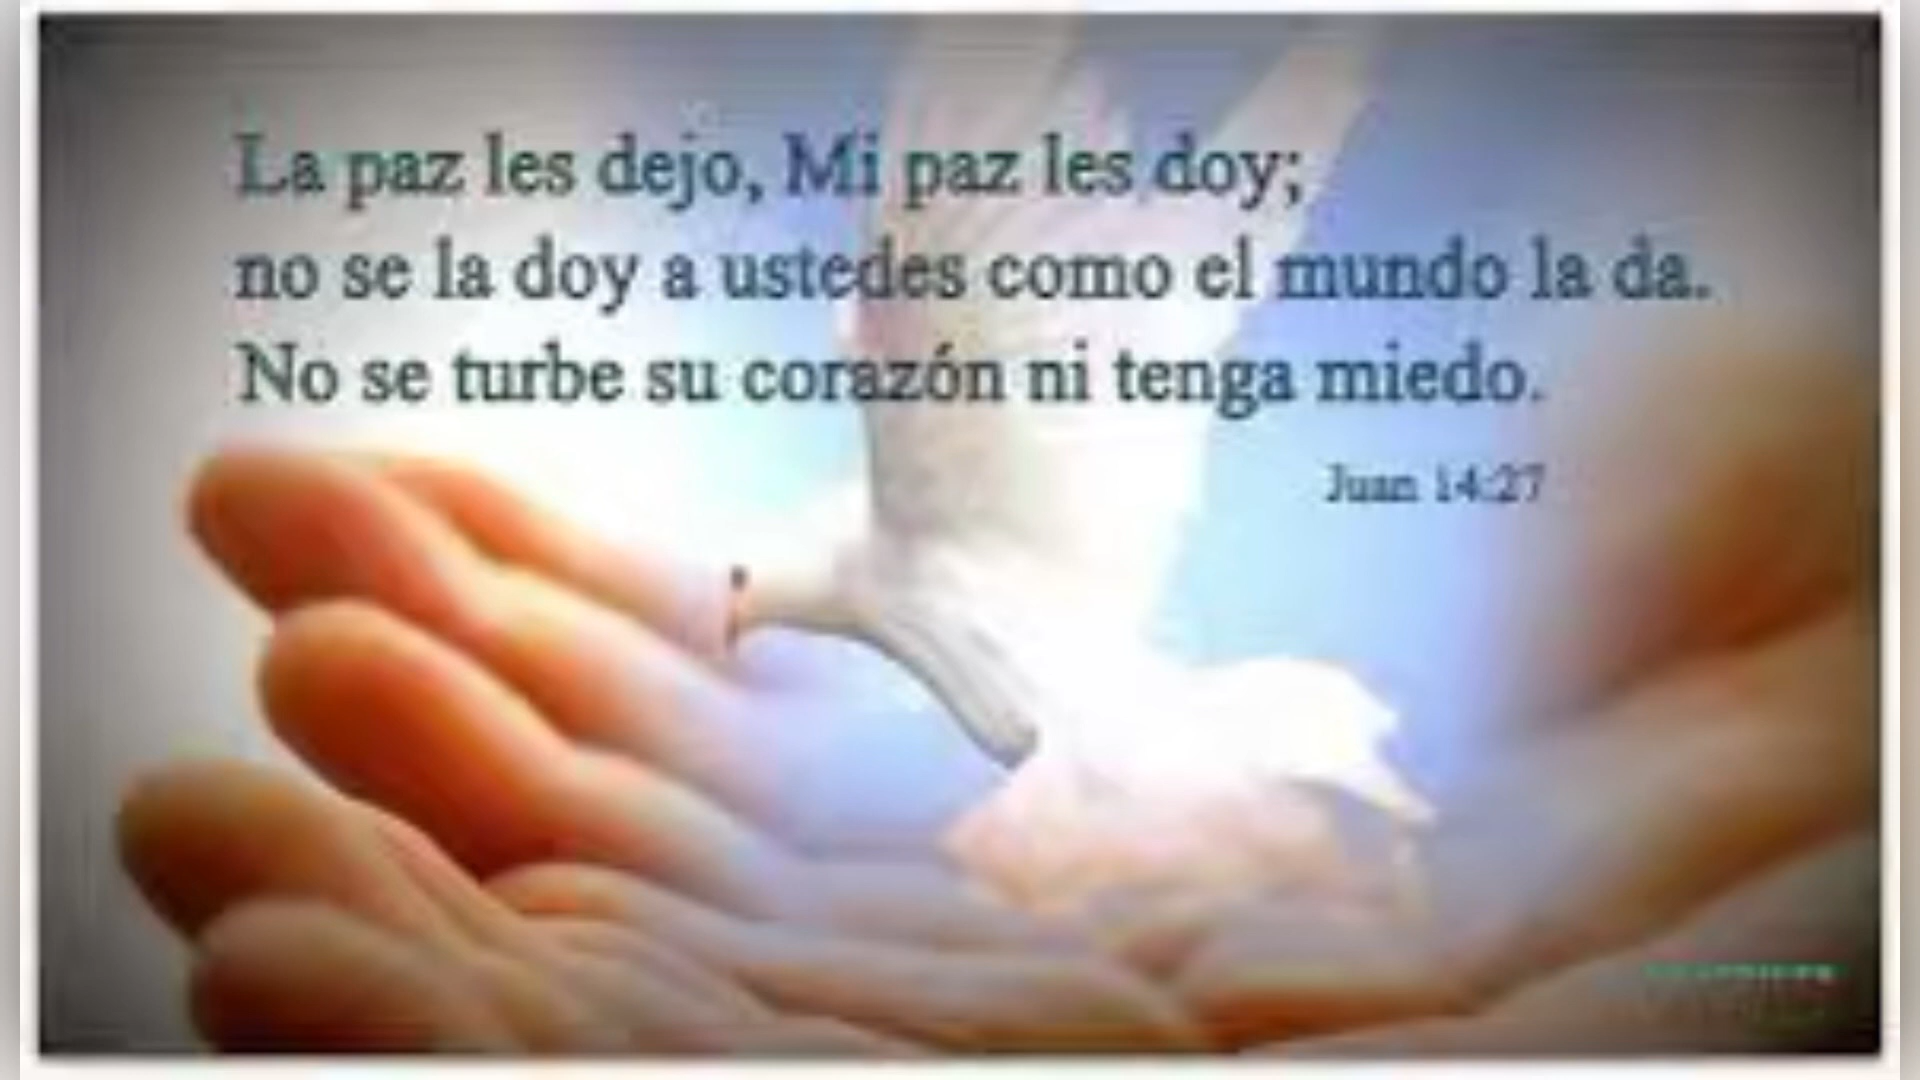 La paz les dejo, Mi paz les doy;
no se la doy a ustedes como el mundo la da.
No se turbe su corazón ni tenga miedo.
Juan 14:27